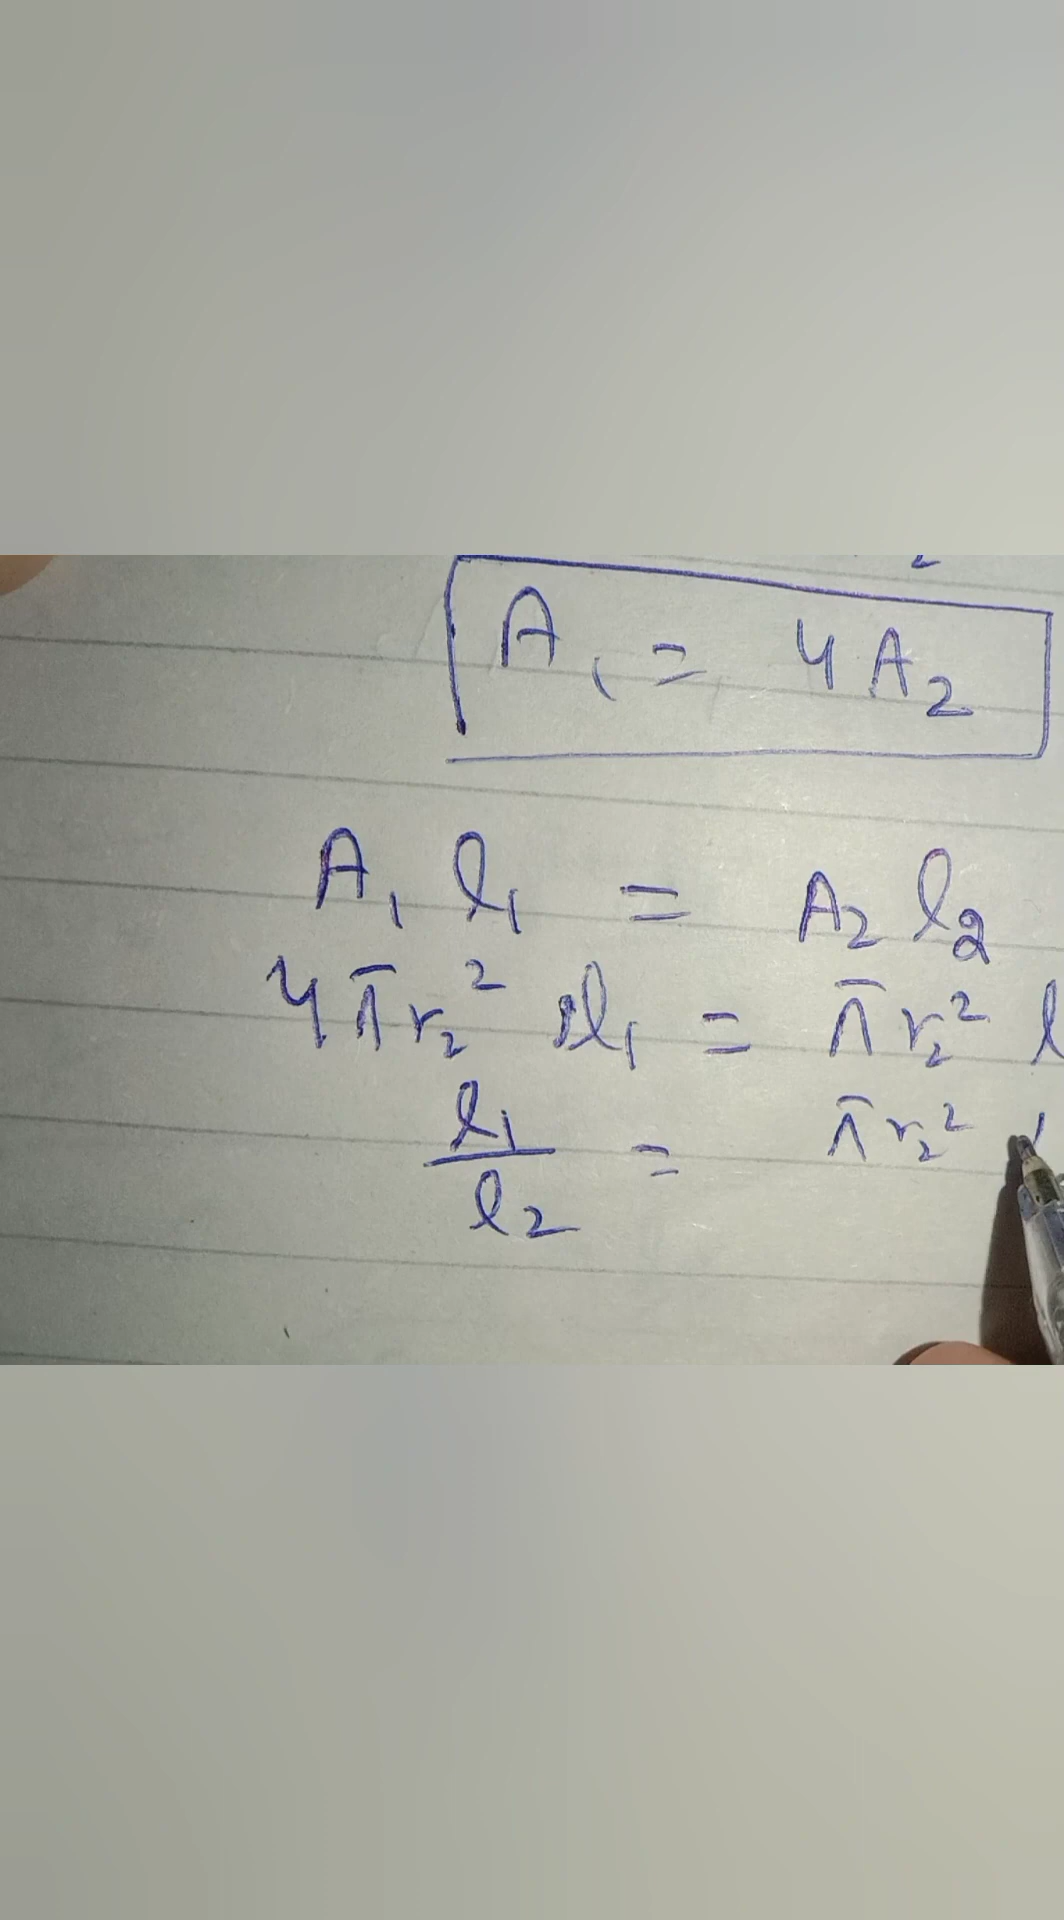 A₁ = 4A₂
A₁ l₁ = A₂ l₂
4πr₂² l₁ = πr₂² l
l₁/l₂ = πr₂²